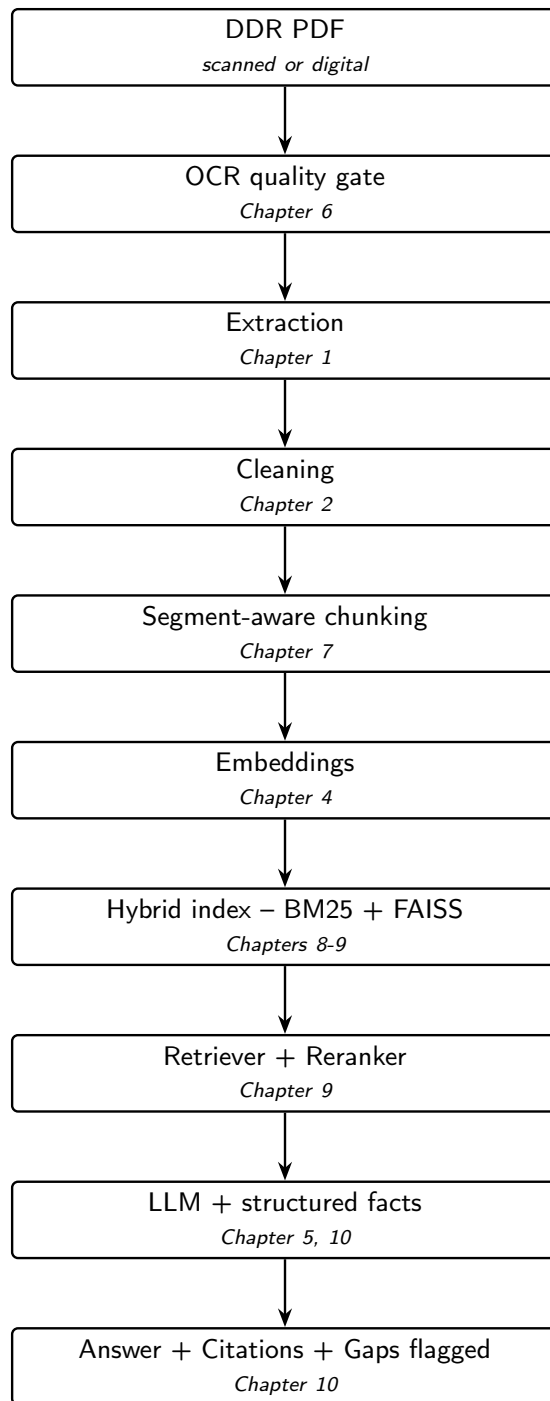 DDR PDF
scanned or digital
OCR quality gate
Chapter 6
Extraction
Chapter 1
Cleaning
Chapter 2
Segment-aware chunking
Chapter 7
Embeddings
Chapter 4
Hybrid index – BM25 + FAISS
Chapters 8-9
Retriever + Reranker
Chapter 9
LLM + structured facts
Chapter 5, 10
Answer + Citations + Gaps flagged
Chapter 10